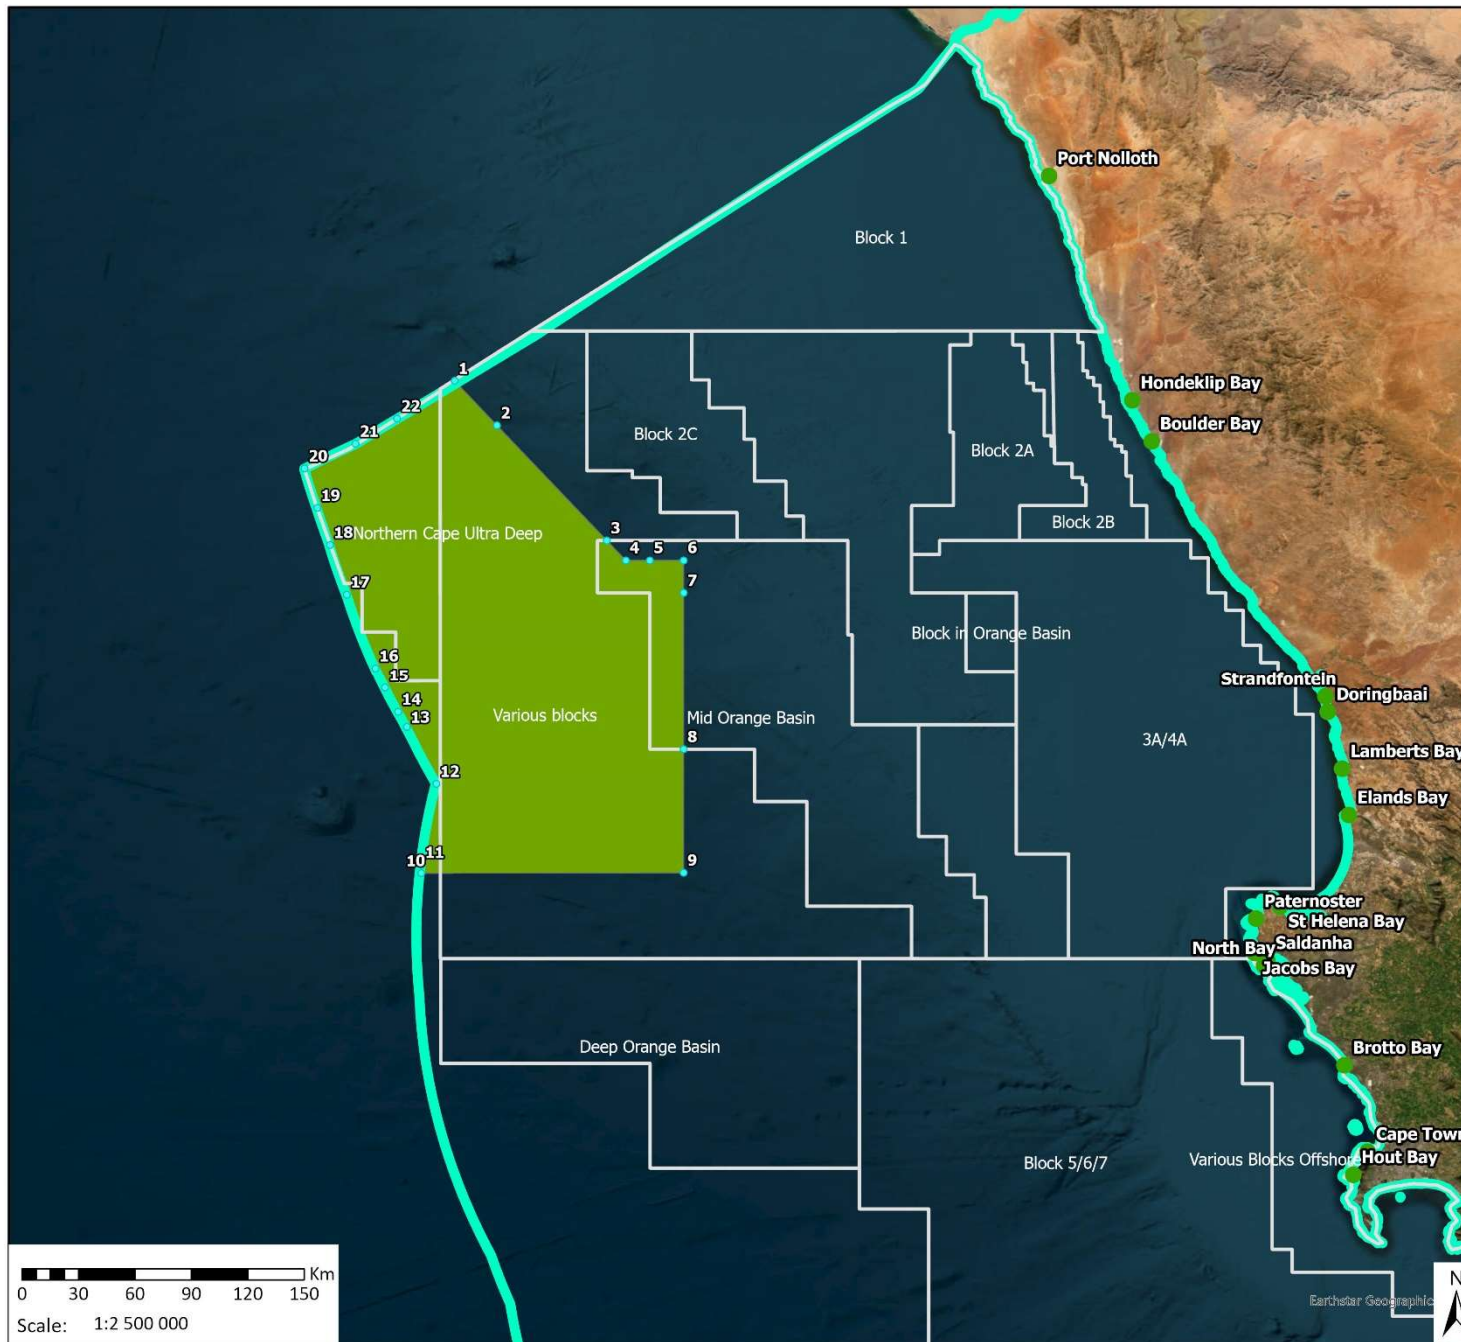 Port Nolloth
Block 1
Hondeklip Bay
1
22
2
Boulder Bay
21
Block 2C
Block 2A
20
19
Block 2B
18
Northern Cape Ultra Deep
3
4
5
6
17
7
Block in Orange Basin
16
15
Strandfontein
Doringbaai
14
13
Various blocks
Mid Orange Basin
8
3A/4A
Lamberts Bay
12
Elands Bay
10
11
9
Paternoster
St Helena Bay
North Bay
Saldanha
Jacobs Bay
Deep Orange Basin
Brotto Bay
Cape Town
Block 5/6/7
Various Blocks Offshore
Hout Bay
Km
0 30 60 90 120 150
Scale: 1:2 500 000
Earthstar Geographic
N